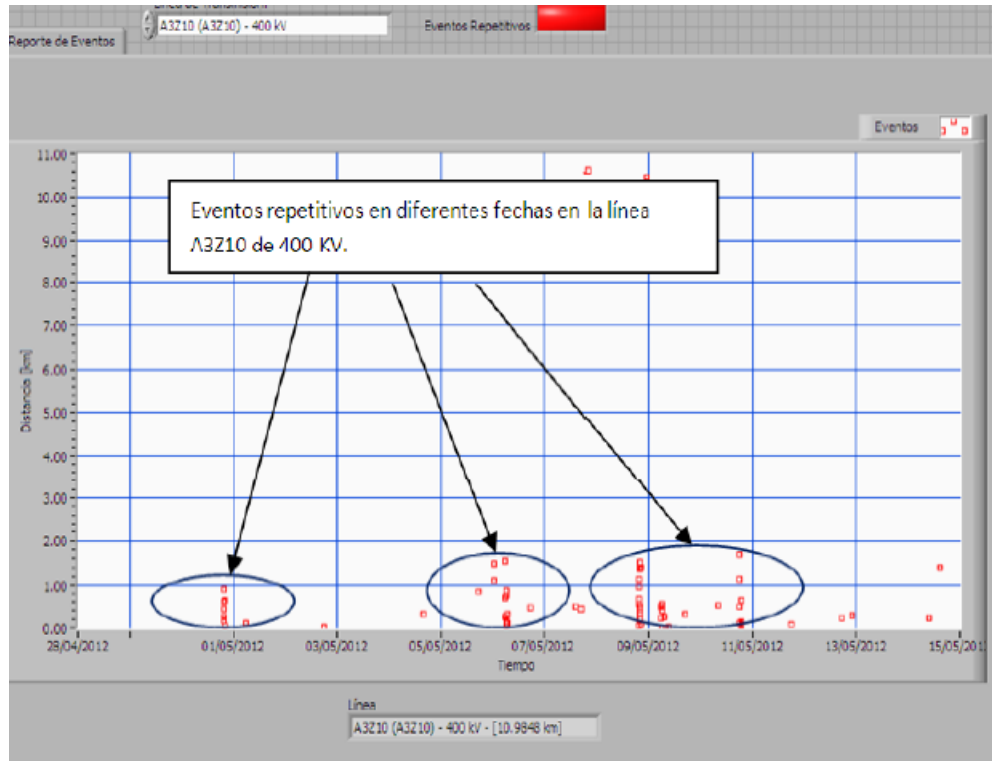 A3Z10 (A3Z10) - 400 kV
Eventos Repetitivos
Reporte de Eventos
Eventos
11.00
10.00
9.00
8.00
7.00
6.00
5.00
4.00
3.00
2.00
1.00
0.00
Distancia [km]
Eventos repetitivos en diferentes fechas en la línea
A3Z10 de 400 KV.
28/04/2012 01/05/2012 03/05/2012 05/05/2012 07/05/2012 09/05/2012 11/05/2012 13/05/2012 15/05/201
Tiempo
Línea
A3Z10 (A3Z10) - 400 kV - [10.9848 km]